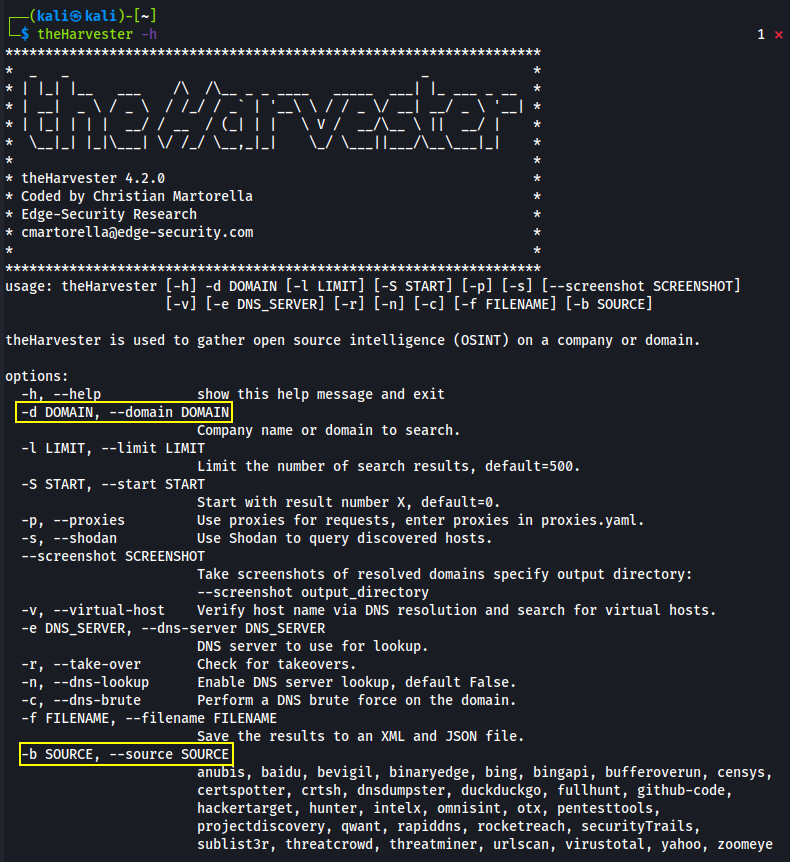 (kali㉿kali)-[~]
$ theHarvester -h 1 ⨯
*******************************************************************
*  _   _                                            _             *
* | |_| |__   ___    /\  /\__ _ _ ____   _____  ___| |_ ___ _ __  *
* | __|  _ \ / _ \  / /_/ / _` | '__\ \ / / _ \/ __| __/ _ \ '__| *
* | |_| | | |  __/ / __  / (_| | |   \ V /  __/\__ \ ||  __/ |    *
*  \__|_| |_|\___| \/ /_/ \__,_|_|    \_/ \___||___/\__\___|_|    *
*                                                                 *
* theHarvester 4.2.0                                              *
* Coded by Christian Martorella                                   *
* Edge-Security Research                                          *
* cmartorella@edge-security.com                                   *
*                                                                 *
*******************************************************************
usage: theHarvester [-h] -d DOMAIN [-l LIMIT] [-S START] [-p] [-s] [--screenshot SCREENSHOT]
[-v] [-e DNS_SERVER] [-r] [-n] [-c] [-f FILENAME] [-b SOURCE]
theHarvester is used to gather open source intelligence (OSINT) on a company or domain.
options:
-h, --help show this help message and exit
-d DOMAIN, --domain DOMAIN
Company name or domain to search.
-l LIMIT, --limit LIMIT
Limit the number of search results, default=500.
-S START, --start START
Start with result number X, default=0.
-p, --proxies Use proxies for requests, enter proxies in proxies.yaml.
-s, --shodan Use Shodan to query discovered hosts.
--screenshot SCREENSHOT
Take screenshots of resolved domains specify output directory:
--screenshot output_directory
-v, --virtual-host Verify host name via DNS resolution and search for virtual hosts.
-e DNS_SERVER, --dns-server DNS_SERVER
DNS server to use for lookup.
-r, --take-over Check for takeovers.
-n, --dns-lookup Enable DNS server lookup, default False.
-c, --dns-brute Perform a DNS brute force on the domain.
-f FILENAME, --filename FILENAME
Save the results to an XML and JSON file.
-b SOURCE, --source SOURCE
anubis, baidu, bevigil, binaryedge, bing, bingapi, bufferoverun, censys,
certspotter, crtsh, dnsdumpster, duckduckgo, fullhunt, github-code,
hackertarget, hunter, intelx, omnisint, otx, pentesttools,
projectdiscovery, qwant, rapiddns, rocketreach, securityTrails,
sublist3r, threatcrowd, threatminer, urlscan, virustotal, yahoo, zoomeye